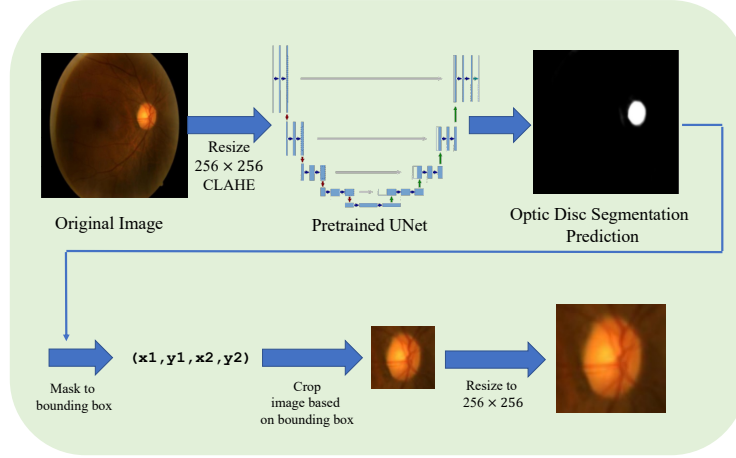 Resize
256 × 256
CLAHE
Original Image
Pretrained UNet
Optic Disc Segmentation
Prediction
Mask to
bounding box
(x1,y1,x2,y2)
Crop
image based
on bounding box
Resize to
256 × 256